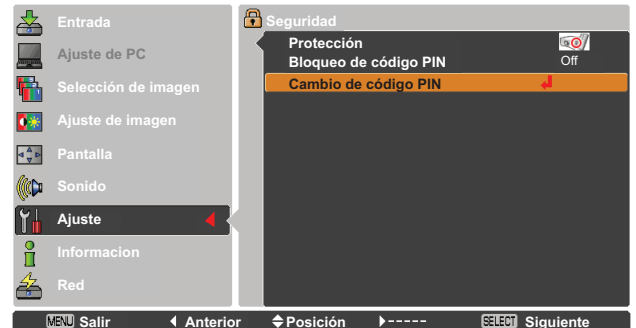 Entrada
Ajuste de PC
Selección de imagen
Ajuste de imagen
Pantalla
Sonido
Ajuste
Informacion
Red
Seguridad
Protección
Bloqueo de código PIN Off
Cambio de código PIN
MENU Salir Anterior Posición ----- SELECT Siguiente